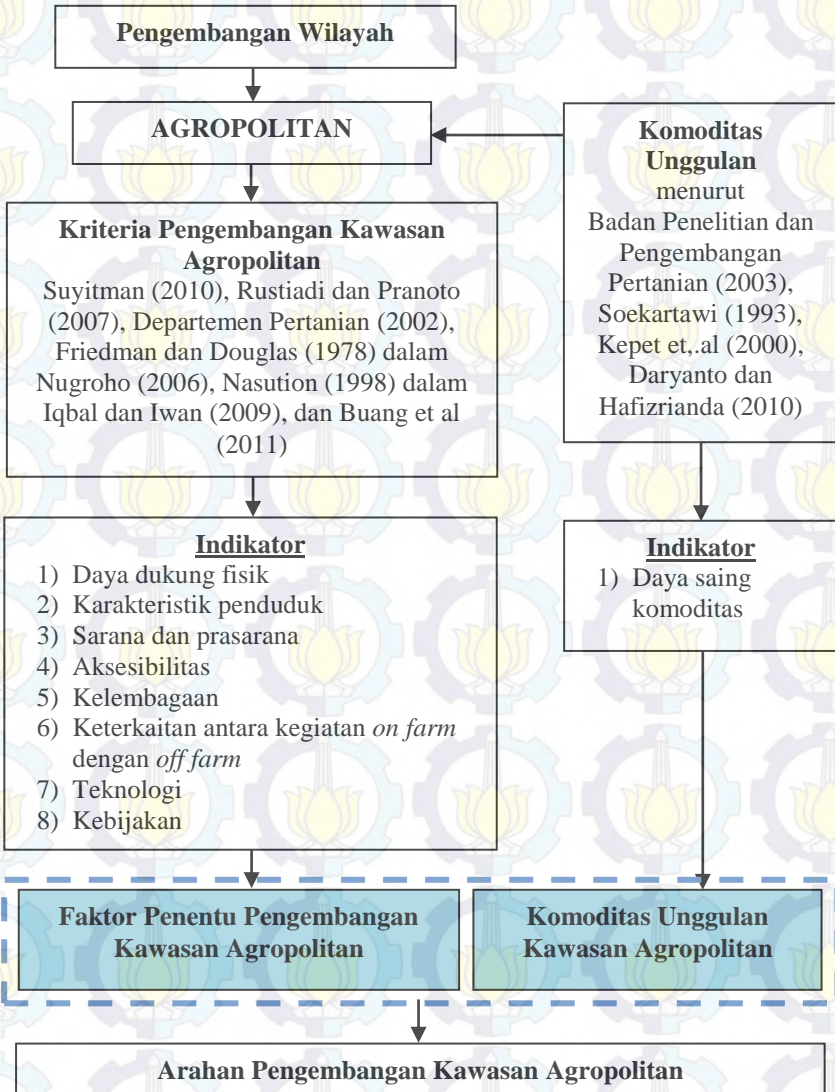 Pengembangan Wilayah
AGROPOLITAN
Kriteria Pengembangan Kawasan
Agropolitan
Suyitman (2010), Rustiadi dan Pranoto
(2007), Departemen Pertanian (2002),
Friedman dan Douglas (1978) dalam
Nugroho (2006), Nasution (1998) dalam
Iqbal dan Iwan (2009), dan Buang et al
(2011)
Komoditas
Unggulan
menurut
Badan Penelitian dan
Pengembangan
Pertanian (2003),
Soekartawi (1993),
Kepet et,.al (2000),
Daryanto dan
Hafizrianda (2010)
Indikator
1) Daya dukung fisik
2) Karakteristik penduduk
3) Sarana dan prasarana
4) Aksesibilitas
5) Kelembagaan
6) Keterkaitan antara kegiatan on farm
dengan off farm
7) Teknologi
8) Kebijakan
Indikator
1) Daya saing
komoditas
Faktor Penentu Pengembangan
Kawasan Agropolitan
Komoditas Unggulan
Kawasan Agropolitan
Arahan Pengembangan Kawasan Agropolitan